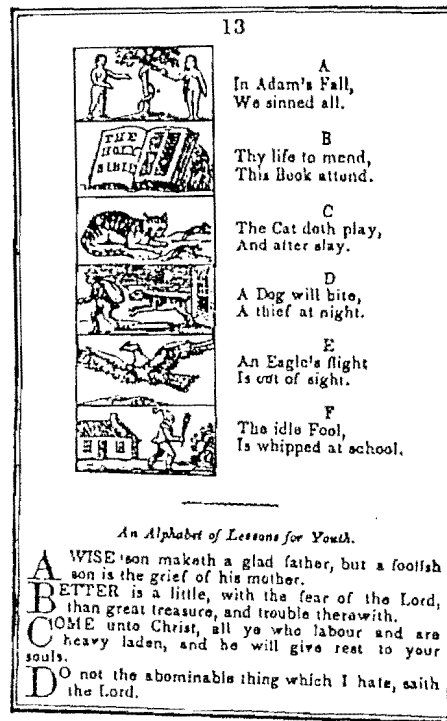 13
THE
HOLY
BIBLE
A
In Adam's Fall,
We sinned all.
B
Thy life to mend,
This Book attend.
C
The Cat doth play,
And after slay.
D
A Dog will bite,
A thief at night.
E
An Eagle's flight
Is out of sight.
F
The idle Fool,
Is whipped at school.
An Alphabet of Lessons for Youth.
A WISE son maketh a glad father, but a foolish
son is the grief of his mother.
BETTER is a little, with the fear of the Lord,
than great treasure, and trouble therewith.
COME unto Christ, all ye who labour and are
heavy laden, and he will give rest to your
souls.
DO not the abominable thing which I hate, saith
the Lord.